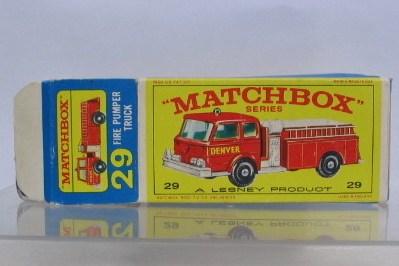 MATCHBOX
29 FIRE PUMPER
TRUCK
"MATCHBOX"
SERIES
DENVER
29 29
A LESNEY PRODUCT